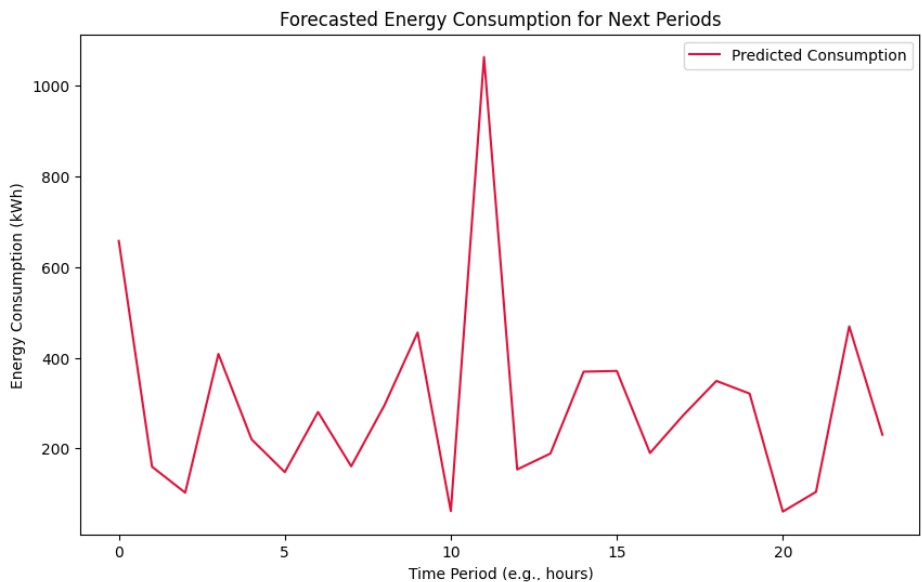 Forecasted Energy Consumption for Next Periods
Predicted Consumption
Energy Consumption (kWh)
1000
800
600
400
200
0
5
10
15
20
Time Period (e.g., hours)